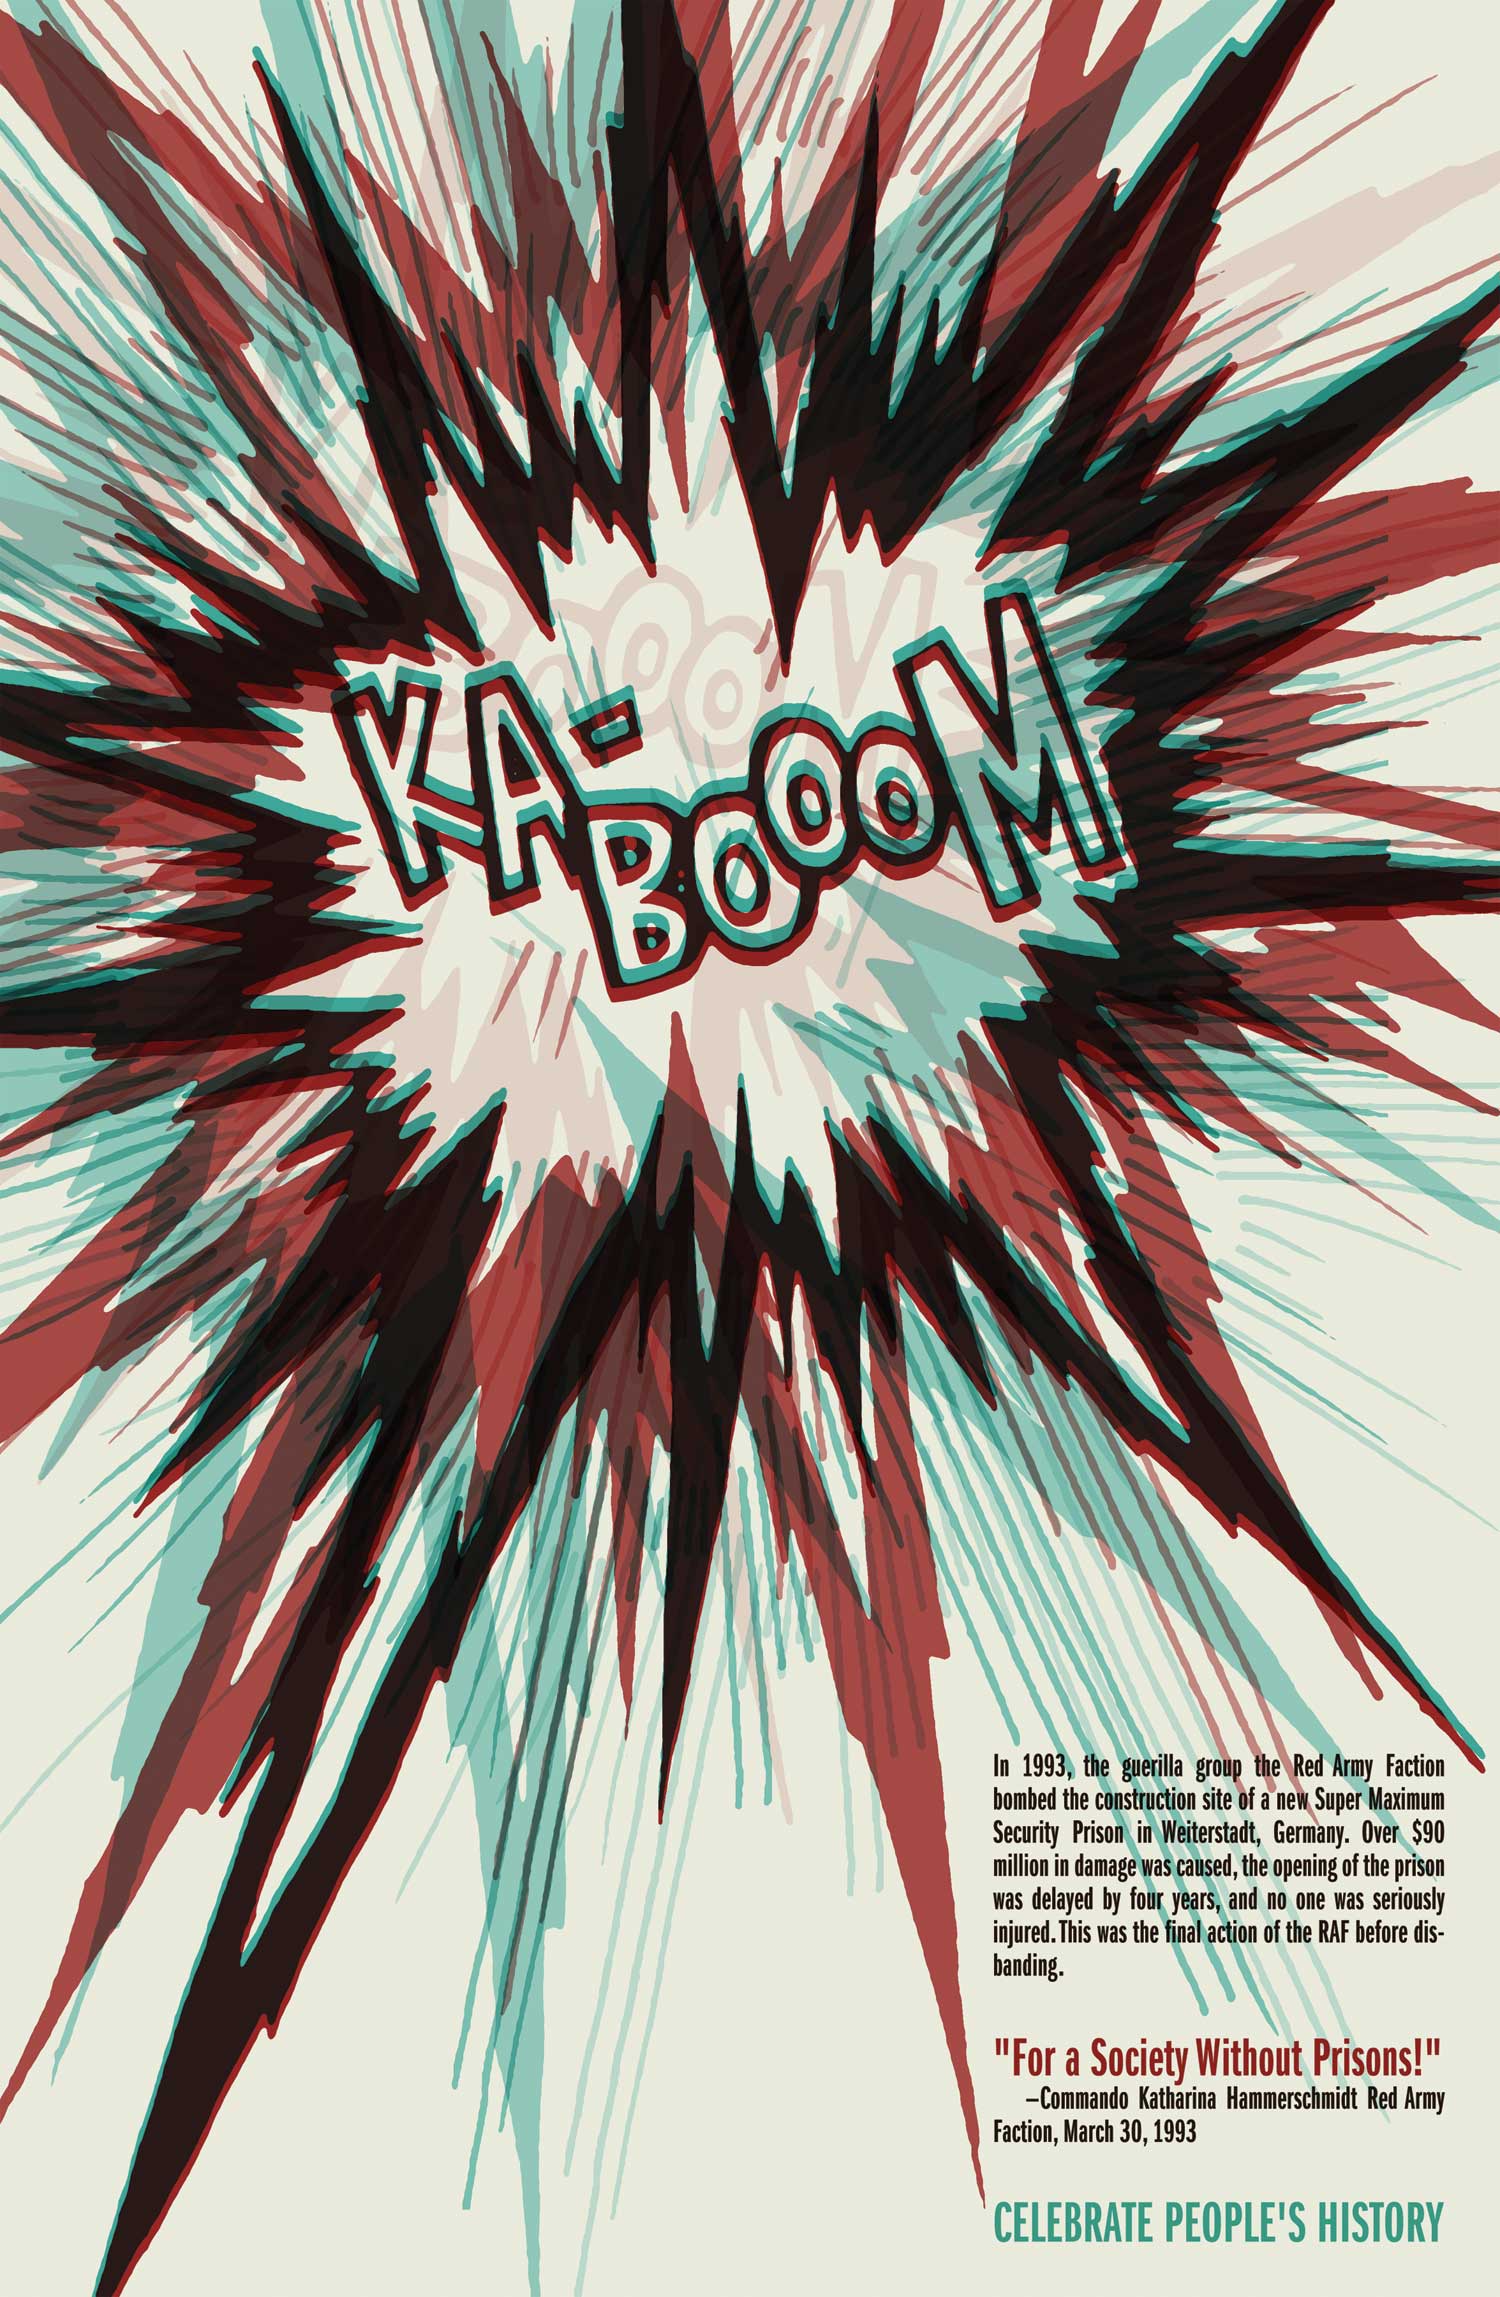 KA-
BOOOOM
In 1993, the guerilla group the Red Army Faction
bombed the construction site of a new Super Maximum
Security Prison in Weiterstadt, Germany. Over $90
million in damage was caused, the opening of the prison
was delayed by four years, and no one was seriously
injured. This was the final action of the RAF before dis-
banding.
"For a Society Without Prisons!"
–Commando Katharina Hammerschmidt Red Army
Faction, March 30, 1993
CELEBRATE PEOPLE'S HISTORY